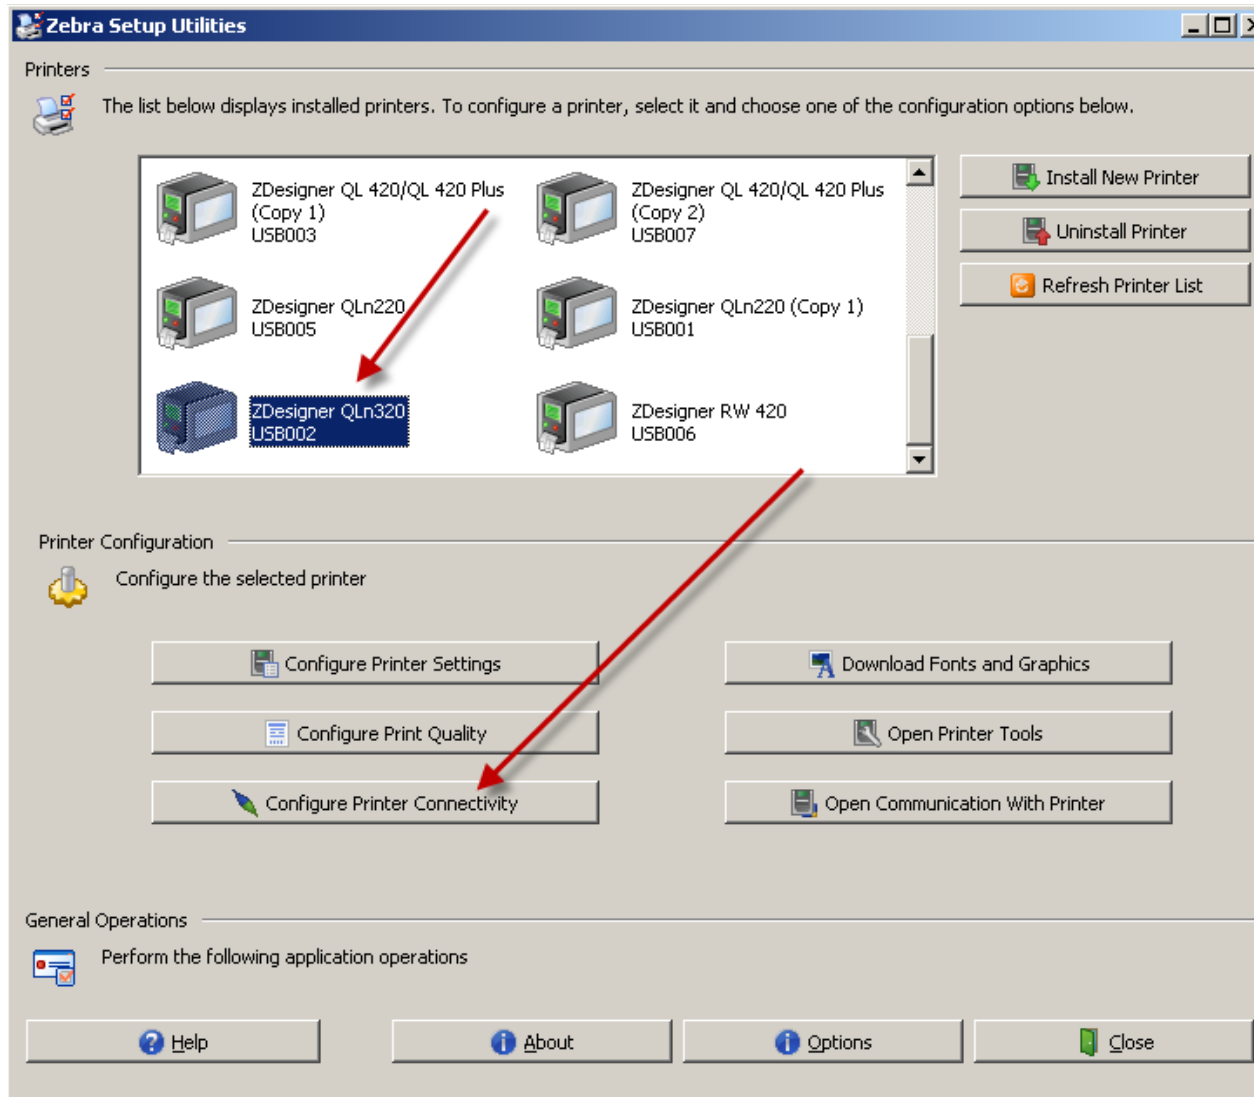 Zebra Setup Utilities
Printers
The list below displays installed printers. To configure a printer, select it and choose one of the configuration options below.
ZDesigner QL 420/QL 420 Plus
(Copy 1)
USB003
ZDesigner QL 420/QL 420 Plus
(Copy 2)
USB007
ZDesigner QLn220
USB005
ZDesigner QLn220 (Copy 1)
USB001
ZDesigner QLn320
USB002
ZDesigner RW 420
USB006
Install New Printer
Uninstall Printer
Refresh Printer List
Printer Configuration
Configure the selected printer
Configure Printer Settings
Download Fonts and Graphics
Configure Print Quality
Open Printer Tools
Configure Printer Connectivity
Open Communication With Printer
General Operations
Perform the following application operations
Help
About
Options
Close